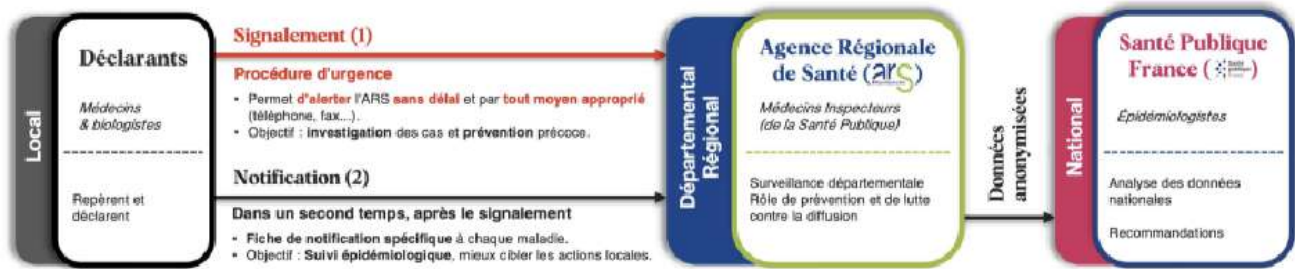 Local
Déclarants
Médecins
& biologistes
Repèrent et
déclarent
Signalement (1)
Procédure d'urgence
• Permet d'alerter l'ARS sans délai et par tout moyen approprié
(téléphone, fax...).
• Objectif : investigation des cas et prévention précoce.
Notification (2)
Dans un second temps, après le signalement
• Fiche de notification spécifique à chaque maladie.
• Objectif : Suivi épidémiologique, mieux cibler les actions locales.
Départemental
Régional
Agence Régionale
de Santé (ars)
Médecins Inspecteurs
(de la Santé Publique)
Surveillance départementale
Rôle de prévention et de lutte
contre la diffusion
Données
anonymisées
National
Santé Publique
France (Santé publique France)
Épidémiologistes
Analyse des données
nationales
Recommandations